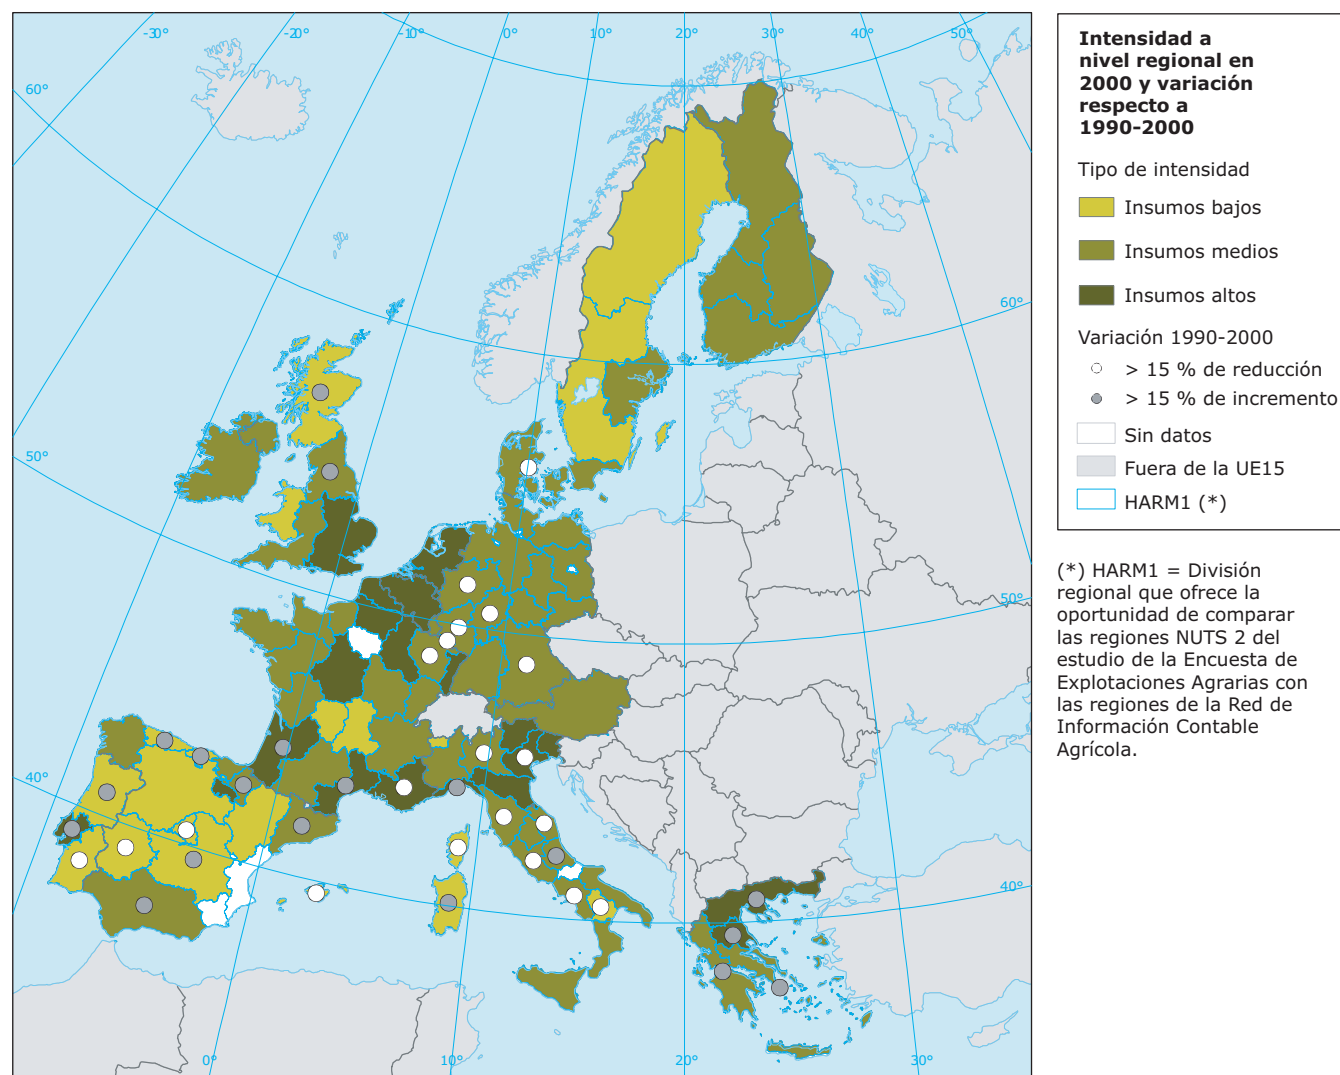 -30°
-20°
-10°
0°
10°
20°
30°
50°
60°
60°
50°
50°
40°
40°
0°
10°
20°
30°
Intensidad a
nivel regional en
2000 y variación
respecto a
1990-2000
Tipo de intensidad
Insumos bajos
Insumos medios
Insumos altos
Variación 1990-2000
> 15 % de reducción
> 15 % de incremento
Sin datos
Fuera de la UE15
HARM1 (*)
(*) HARM1 = División
regional que ofrece la
oportunidad de comparar
las regiones NUTS 2 del
estudio de la Encuesta de
Explotaciones Agrarias con
las regiones de la Red de
Información Contable
Agrícola.